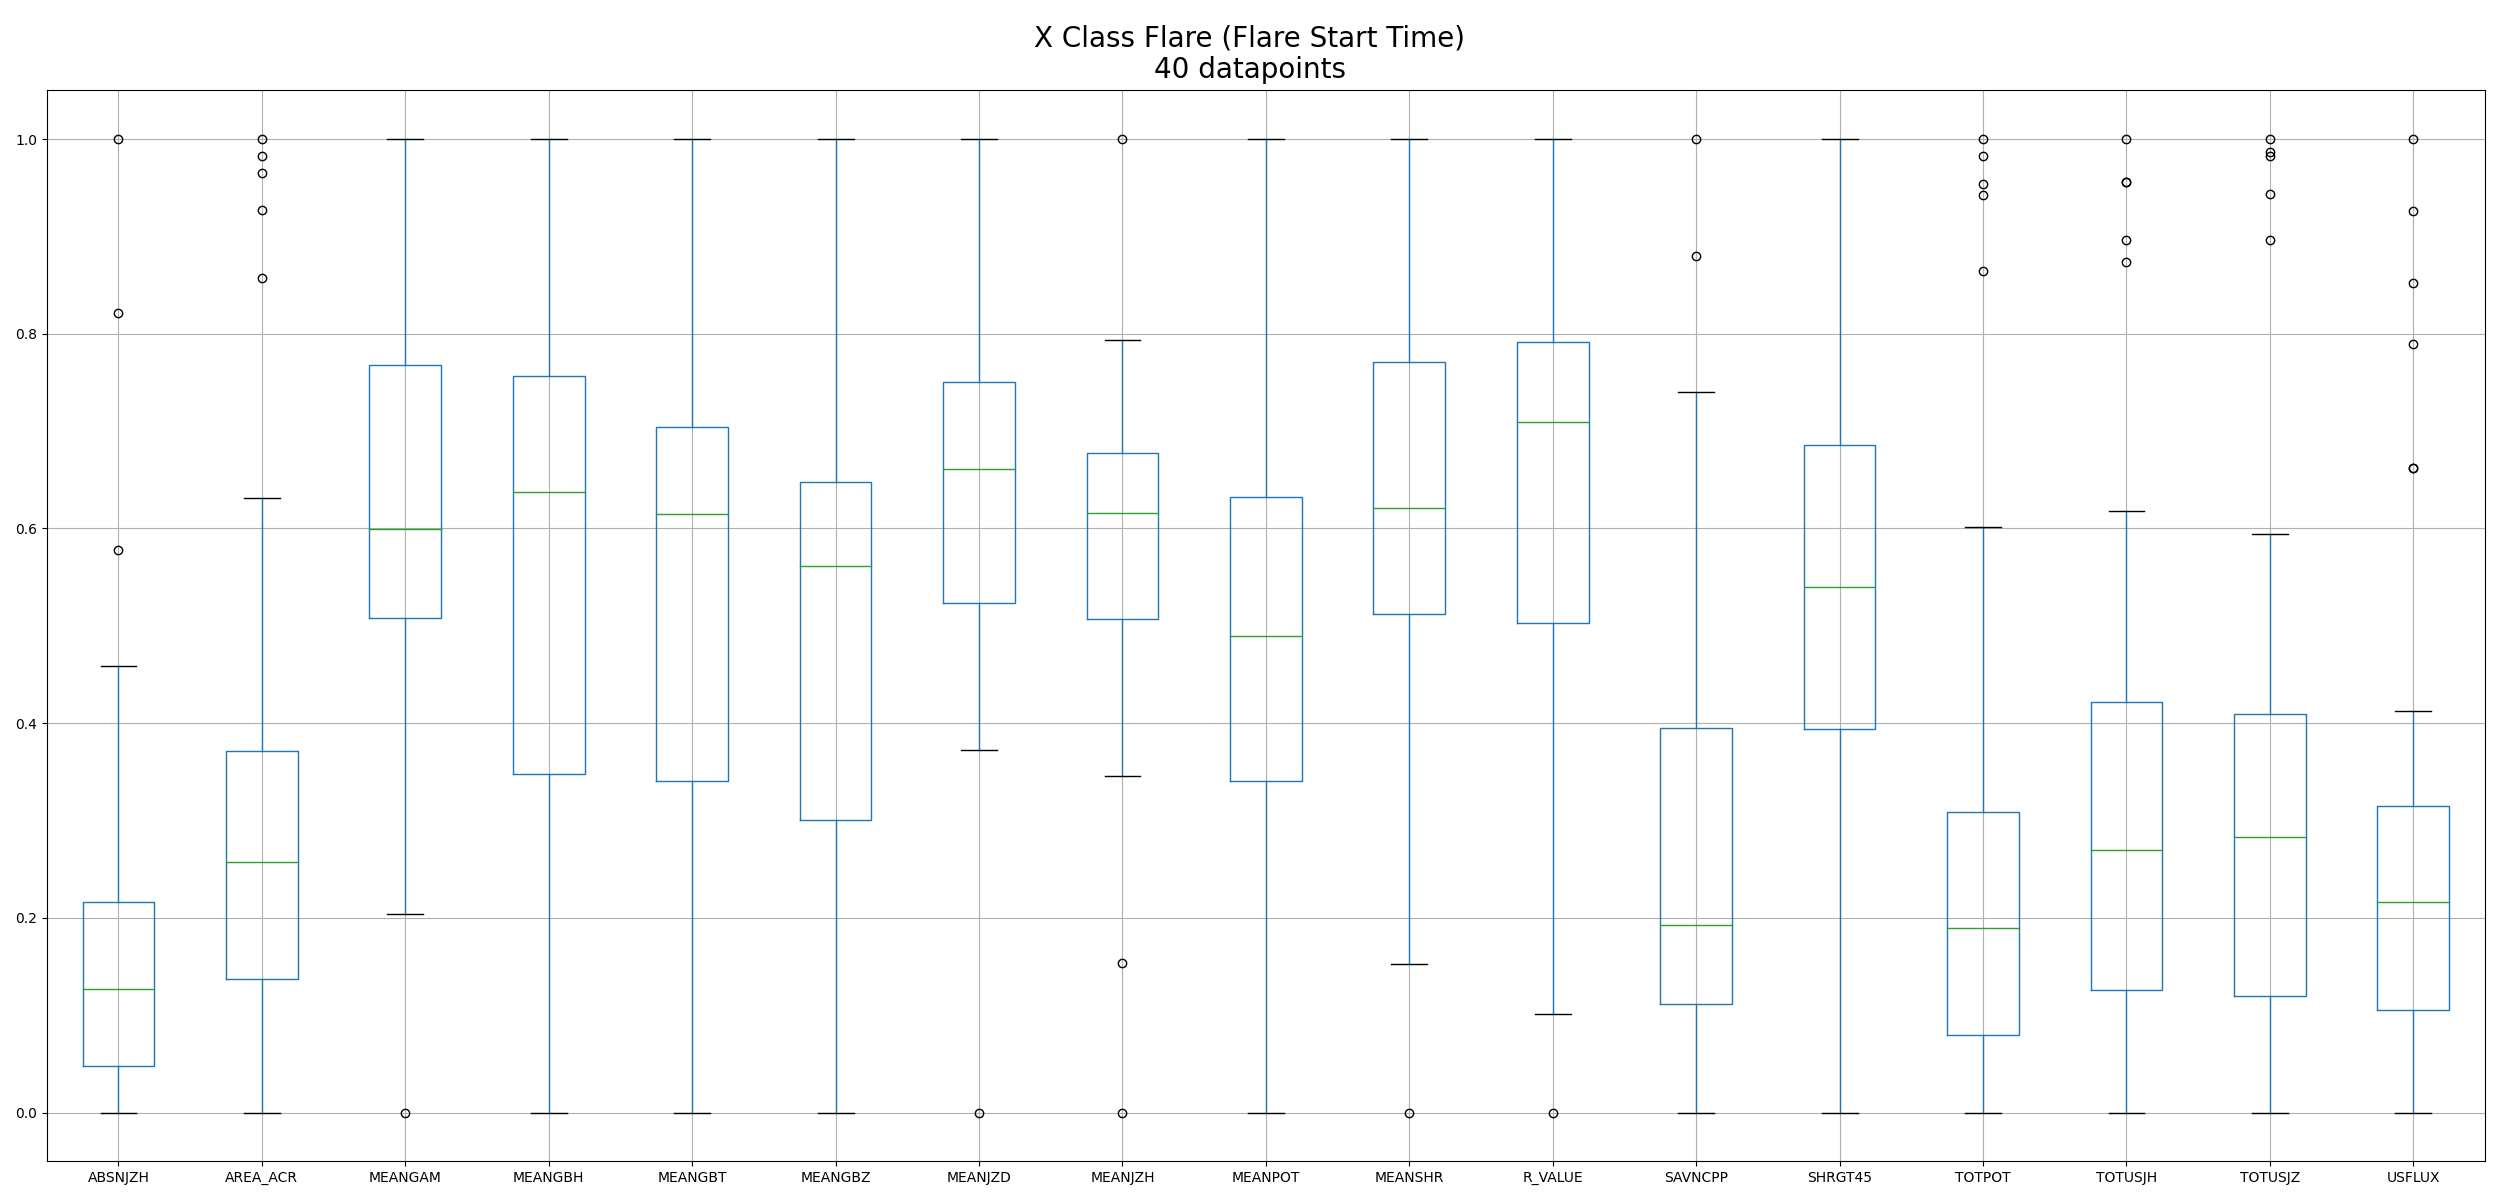 X Class Flare (Flare Start Time)
40 datapoints
1.0
0.8
0.6
0.4
0.2
0.0
ABSNJZH AREA_ACR MEANGAM MEANGBH MEANGBT MEANGBZ MEANJZD MEANJZH MEANPOT MEANSHR R_VALUE SAVNCPP SHRGT45 TOTPOT TOTUSJH TOTUSJZ USFLUX